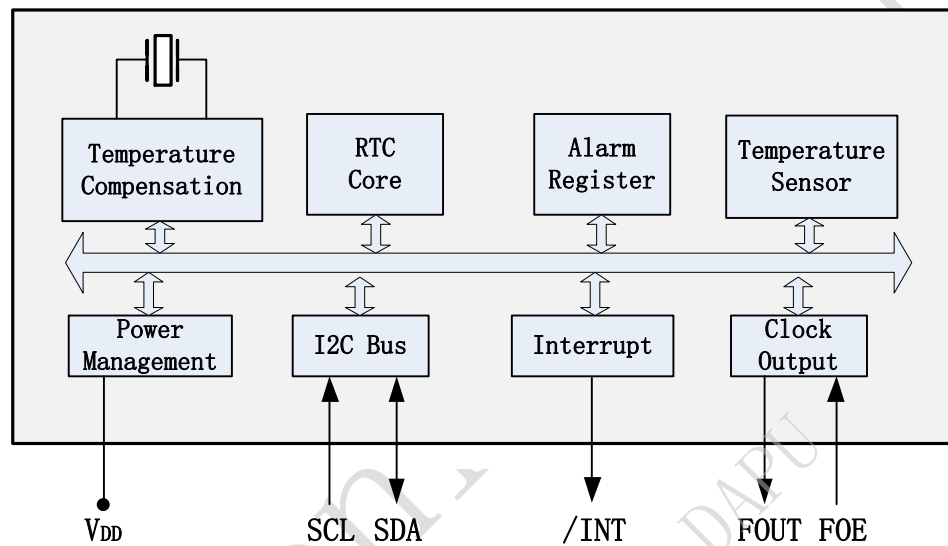 Temperature
Compensation
RTC
Core
Alarm
Register
Temperature
Sensor
Power
Management
I2C Bus
Interrupt
Clock
Output
VDD
SCL SDA
/INT
FOUT FOE
DAPU